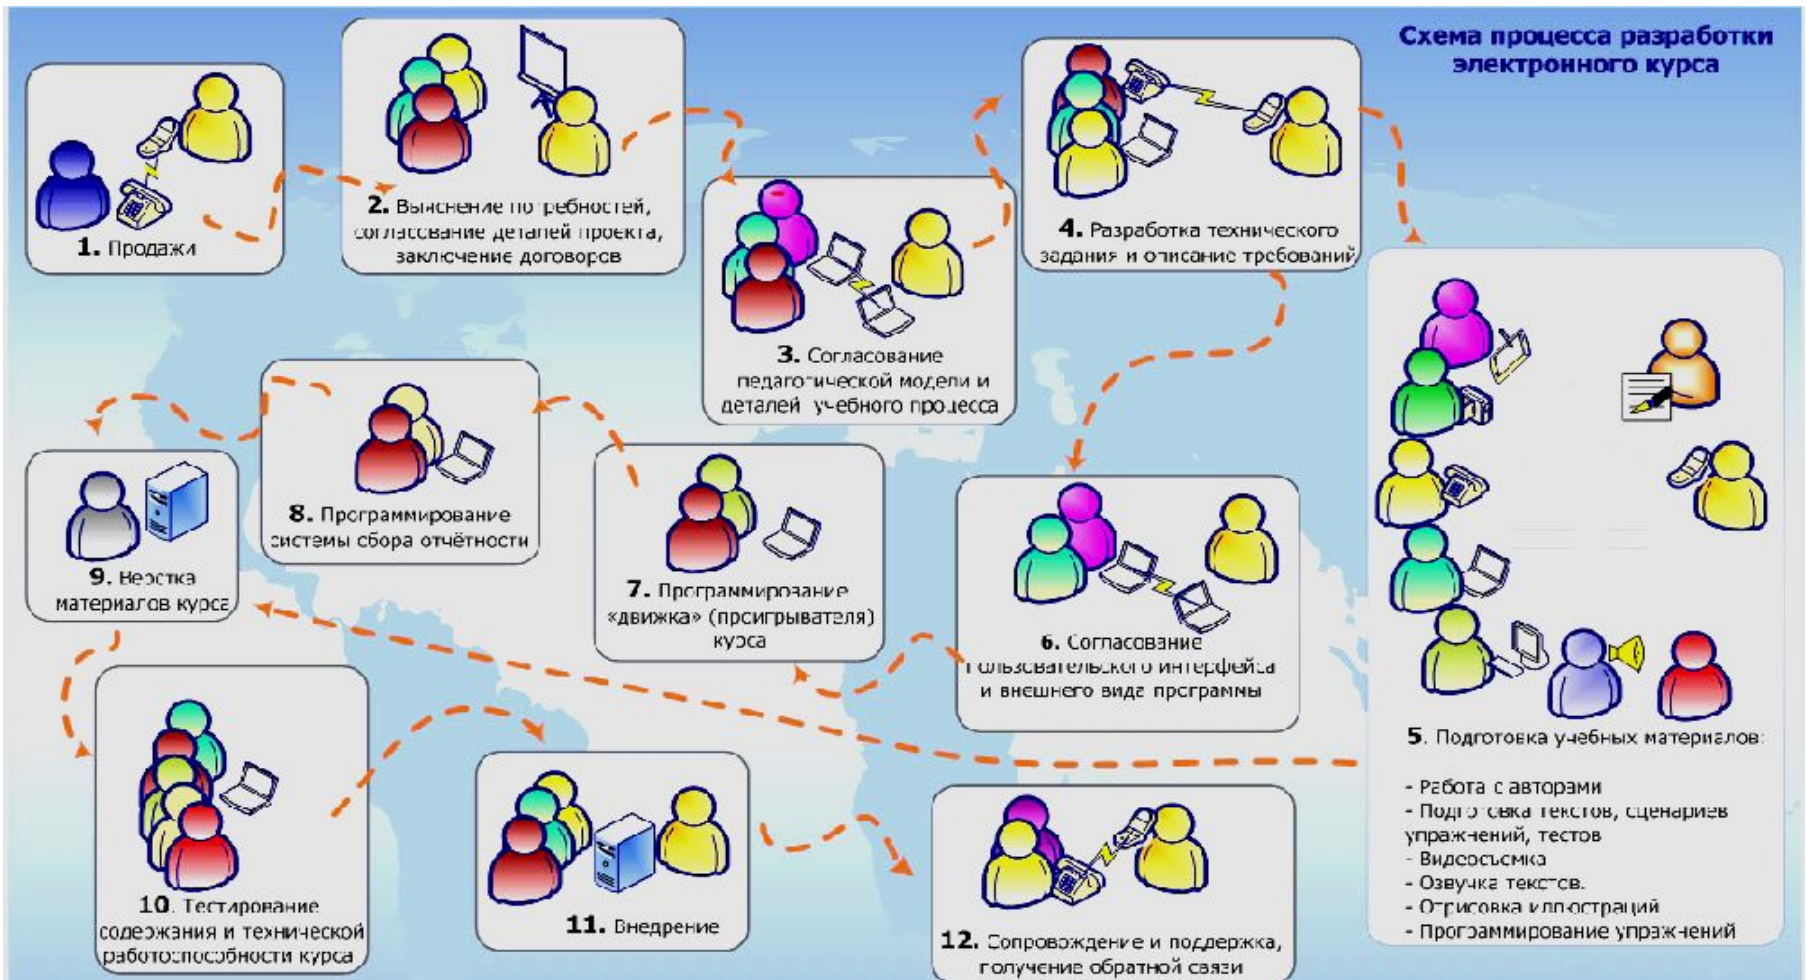 Схема процесса разработки
электронного курса
1. Продажи
2. Выяснение потребностей,
согласование деталей проекта,
заключение договоров
3. Согласование
педагогической модели и
деталей учебного процесса
4. Разработка технического
задания и описание требований
5. Подготовка учебных материалов:
- Работа с авторами
- Подготовка текстов, сценариев
упражнений, тестов
- Видеосъемка
- Озвучка текстов.
- Отрисовка иллюстраций
- Программирование упражнений
6. Согласование
пользовательского интерфейса
и внешнего вида программы
7. Программирование
«движка» (проигрывателя)
курса
8. Программирование
системы сбора отчётности
9. Верстка
материалов курса
10. Тестирование
содержания и технической
работоспособности курса
11. Внедрение
12. Сопровождение и поддержка,
получение обратной связи